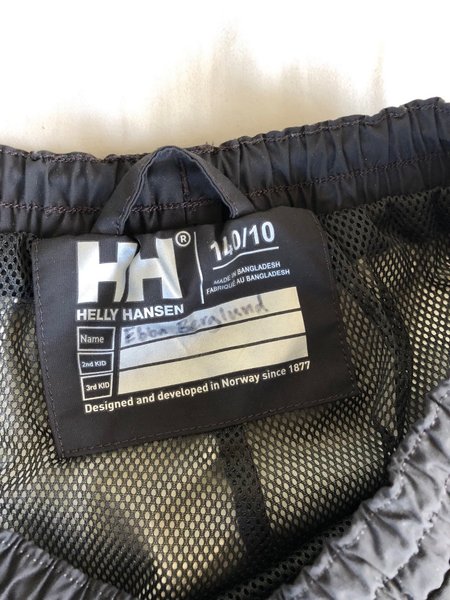 HH®
140/10
MADE IN BANGLADESH
FABRIQUÉ AU BANGLADESH
HELLY HANSEN
Name Ebba Berglund
2nd KID
3rd KID
Designed and developed in Norway since 1877